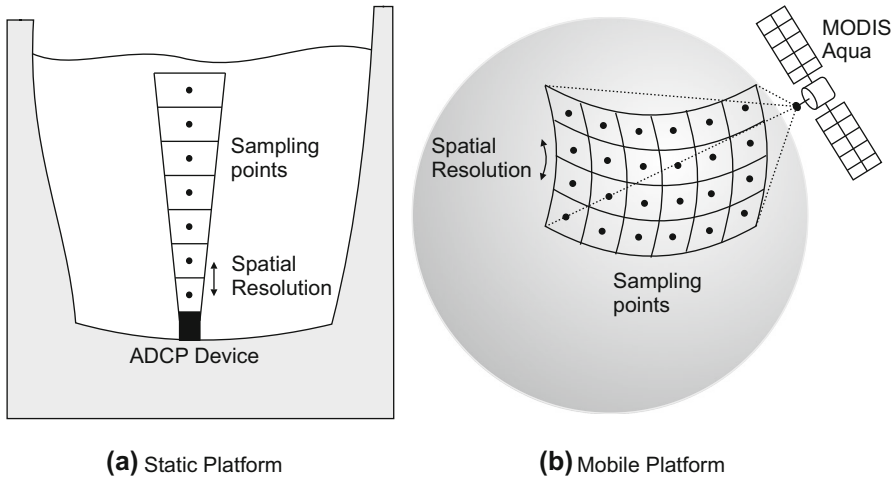 Sampling
points
Spatial
Resolution
ADCP Device
(a) Static Platform
MODIS
Aqua
Spatial
Resolution
Sampling
points
(b) Mobile Platform